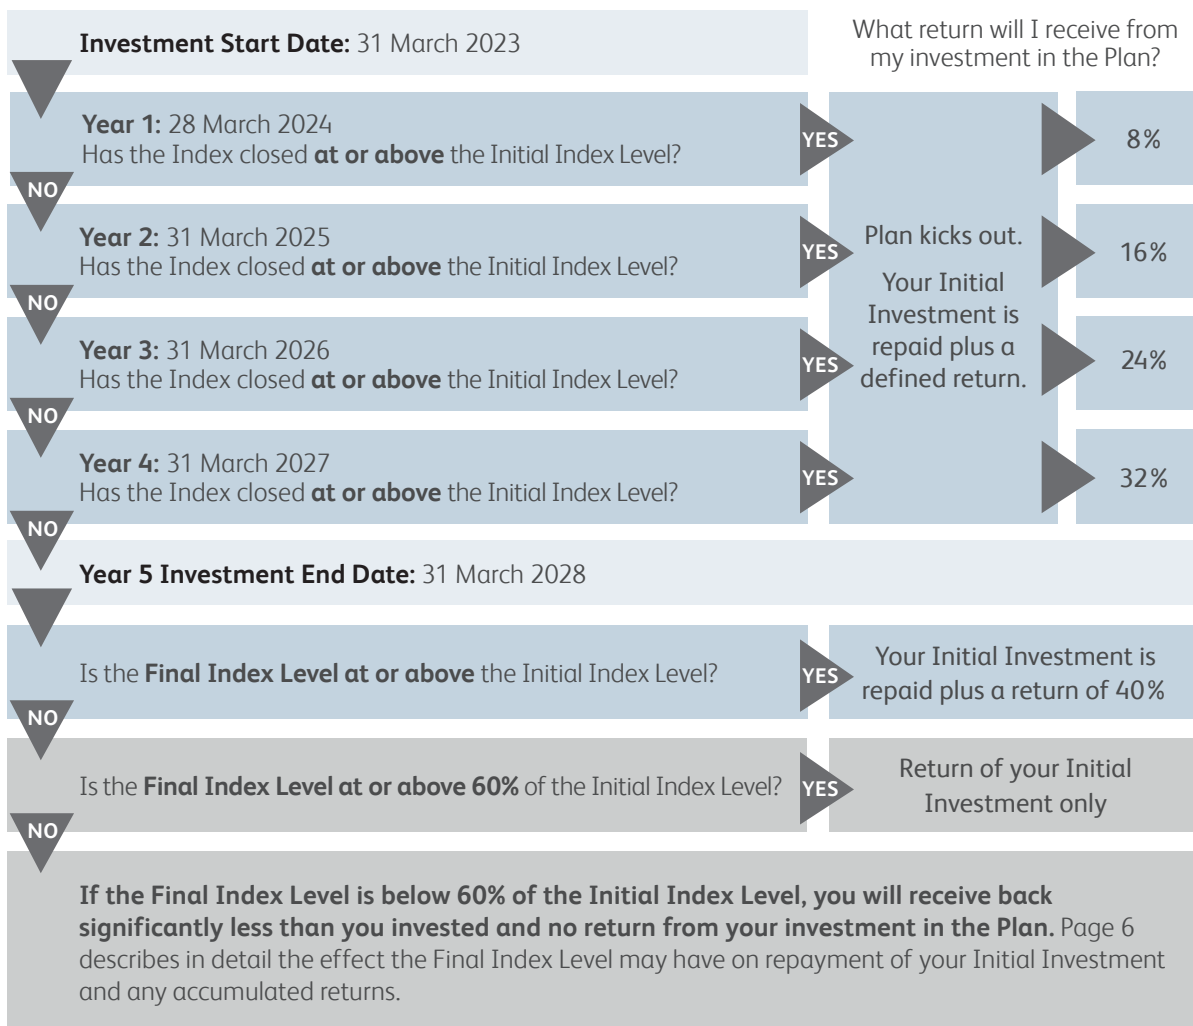 Investment Start Date: 31 March 2023
What return will I receive from
my investment in the Plan?
Year 1: 28 March 2024
Has the Index closed at or above the Initial Index Level?
YES
8%
NO
Year 2: 31 March 2025
Has the Index closed at or above the Initial Index Level?
YES
16%
NO
Year 3: 31 March 2026
Has the Index closed at or above the Initial Index Level?
YES
24%
NO
Year 4: 31 March 2027
Has the Index closed at or above the Initial Index Level?
YES
32%
Plan kicks out.
Your Initial
Investment is
repaid plus a
defined return.
NO
Year 5 Investment End Date: 31 March 2028
Is the Final Index Level at or above the Initial Index Level?
YES
Your Initial Investment is
repaid plus a return of 40%
NO
Is the Final Index Level at or above 60% of the Initial Index Level?
YES
Return of your Initial
Investment only
NO
If the Final Index Level is below 60% of the Initial Index Level, you will receive back
significantly less than you invested and no return from your investment in the Plan. Page 6
describes in detail the effect the Final Index Level may have on repayment of your Initial Investment
and any accumulated returns.